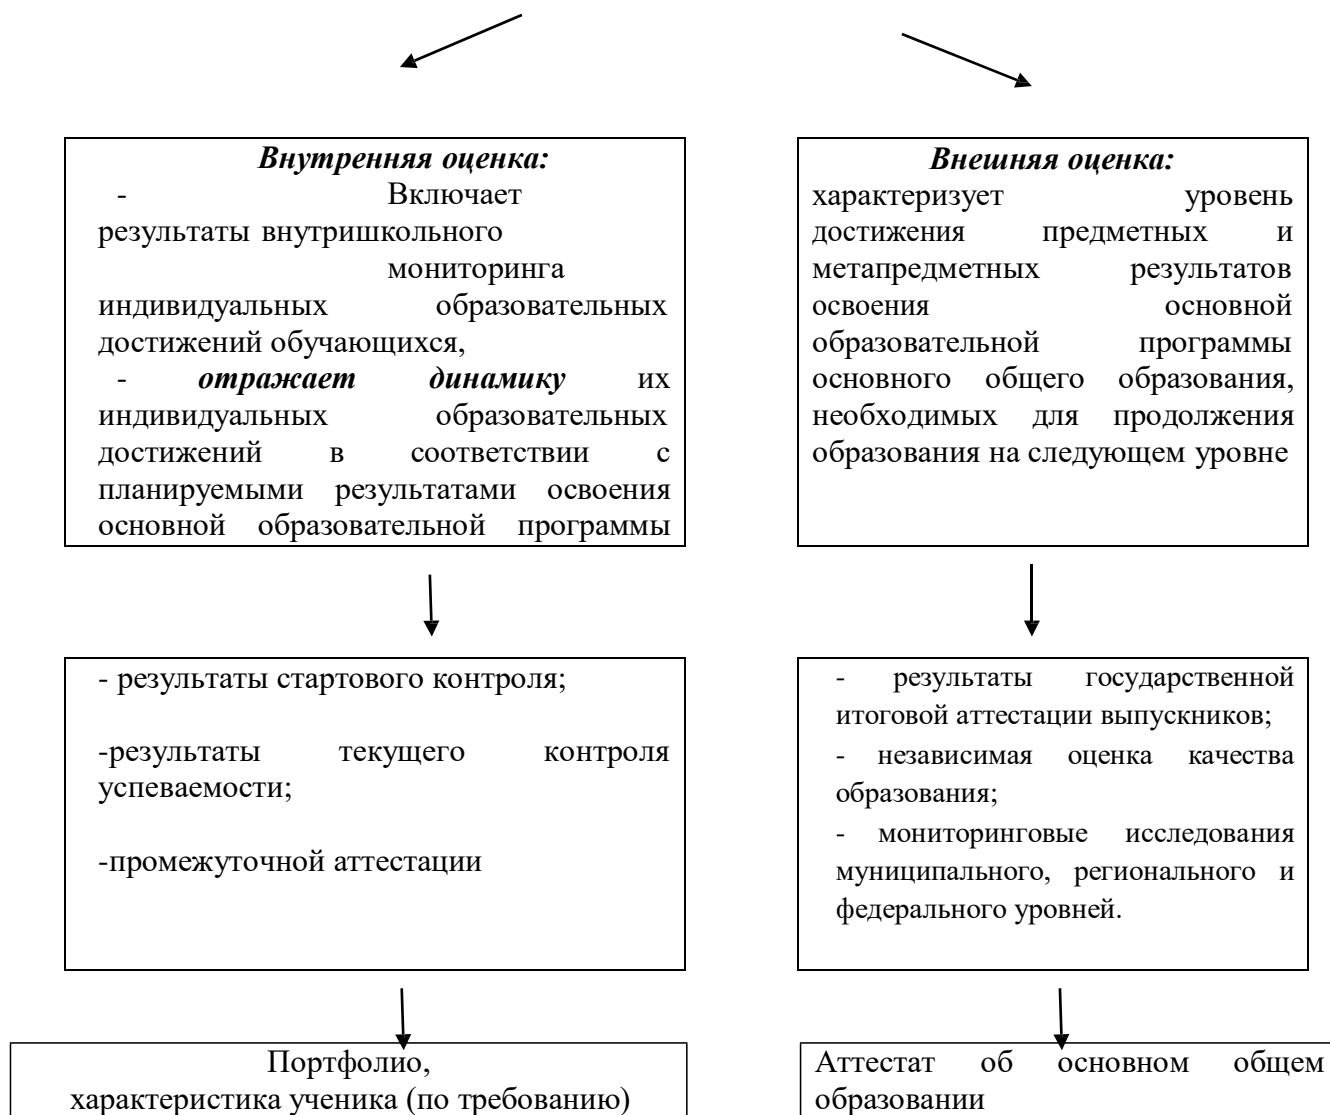 Внутренняя оценка:
- Включает
результаты внутришкольного
мониторинга
индивидуальных образовательных
достижений обучающихся,
- отражает динамику их
индивидуальных образовательных
достижений в соответствии с
планируемыми результатами освоения
основной образовательной программы
Внешняя оценка:
характеризует уровень
достижения предметных и
метапредметных результатов
освоения основной
образовательной программы
основного общего образования,
необходимых для продолжения
образования на следующем уровне
- результаты стартового контроля;
-результаты текущего контроля
успеваемости;
-промежуточной аттестации
- результаты государственной
итоговой аттестации выпускников;
- независимая оценка качества
образования;
- мониторинговые исследования
муниципального, регионального и
федерального уровней.
Портфолио,
характеристика ученика (по требованию)
Аттестат об основном общем
образовании